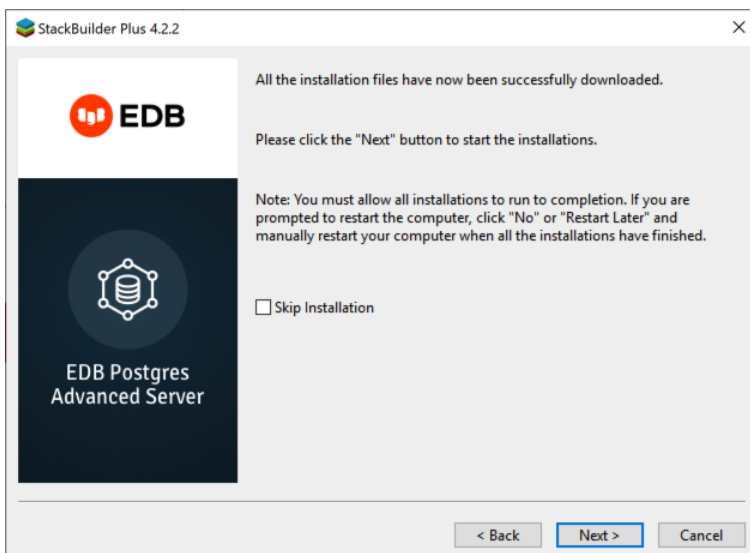 StackBuilder Plus 4.2.2
EDB
EDB Postgres
Advanced Server
All the installation files have now been successfully downloaded.
Please click the "Next" button to start the installations.
Note: You must allow all installations to run to completion. If you are
prompted to restart the computer, click "No" or "Restart Later" and
manually restart your computer when all the installations have finished.
Skip Installation
< Back
Next >
Cancel